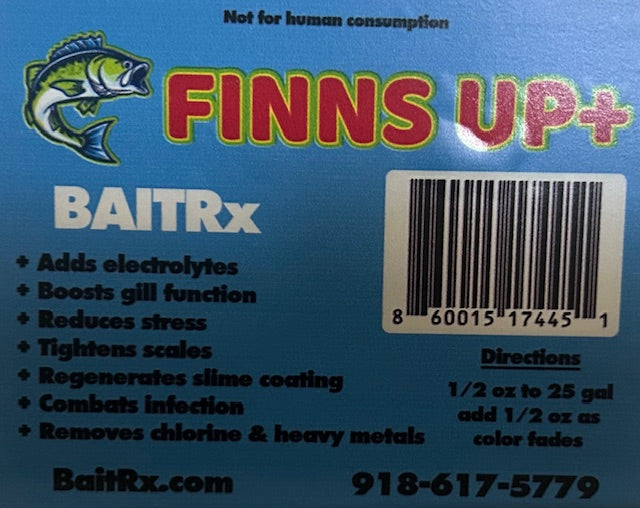 Not for human consumption
FINNS UP+
BAITRx
+ Adds electrolytes
+ Boosts gill function
+ Reduces stress
+ Tightens scales
+ Regenerates slime coating
+ Combats infection
+ Removes chlorine & heavy metals
8 60015 17445 1
Directions
1/2 oz to 25 gal
add 1/2 oz as
color fades
BaitRx.com
918-617-5779